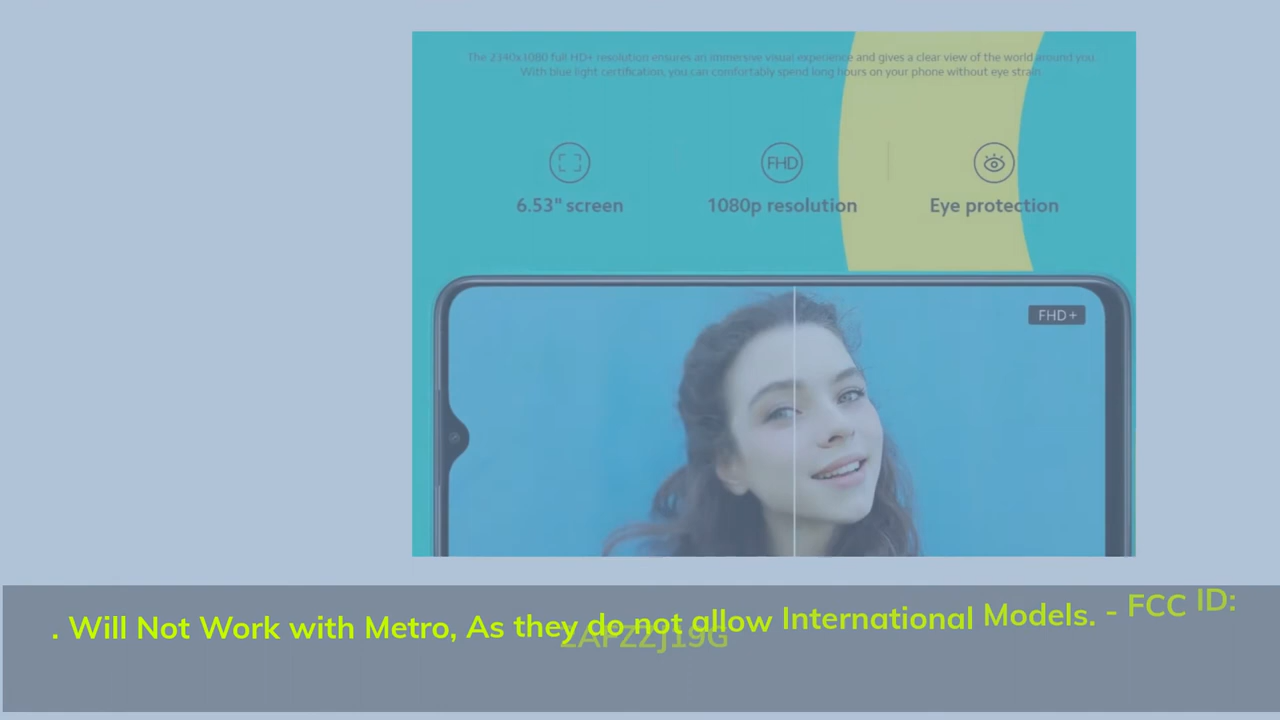 The 2340x1080 full HD+ resolution ensures an immersive visual experience and gives a clear view of the world around you.
With blue light certification, you can comfortably spend long hours on your phone without eye strain.
FHD
6.53" screen
1080p resolution
Eye protection
FHD+
. Will Not Work with Metro, As they do not allow International Models. - FCC ID:
2AFZZJ19G